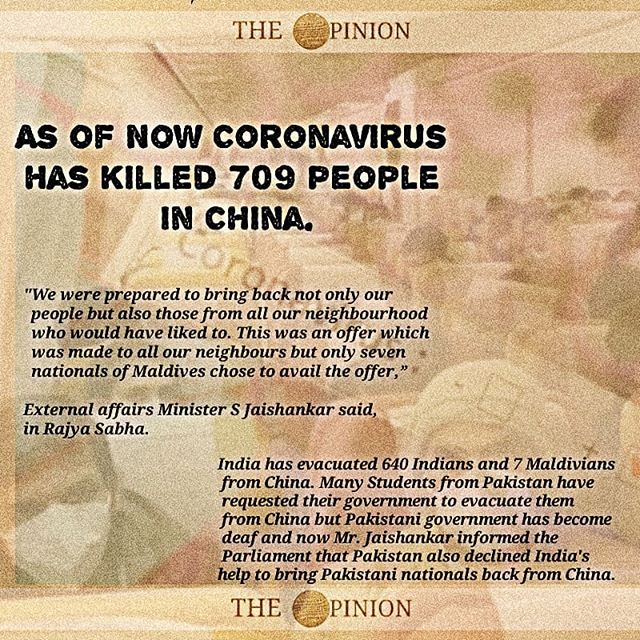 THE OPINION
AS OF NOW CORONAVIRUS
HAS KILLED 709 PEOPLE
IN CHINA.
Coron
"We were prepared to bring back not only our
people but also those from all our neighbourhood
who would have liked to. This was an offer which
was made to all our neighbours but only seven
nationals of Maldives chose to avail the offer,”
External affairs Minister S Jaishankar said,
in Rajya Sabha.
India has evacuated 640 Indians and 7 Maldivians
from China. Many Students from Pakistan have
requested their government to evacuate them
from China but Pakistani government has become
deaf and now Mr. Jaishankar informed the
Parliament that Pakistan also declined India's
help to bring Pakistani nationals back from China.
THE OPINION